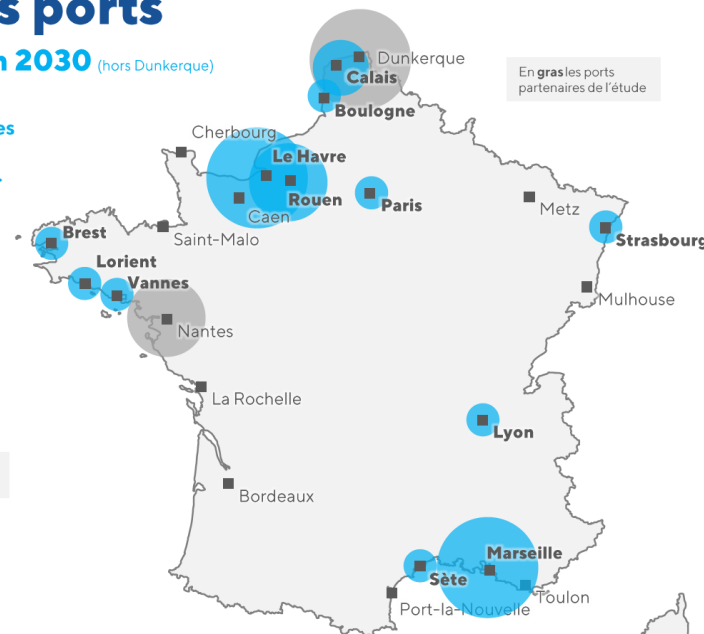 s ports
n 2030 (hors Dunkerque)
es
En gras les ports
partenaires de l'étude
Dunkerque
Calais
Boulogne
Cherbourg
Le Havre
Rouen
Caen
Paris
Metz
Strasbourg
Brest
Saint-Malo
Lorient
Vannes
Mulhouse
Nantes
La Rochelle
Lyon
Bordeaux
Marseille
Sète
Toulon
Port-la-Nouvelle